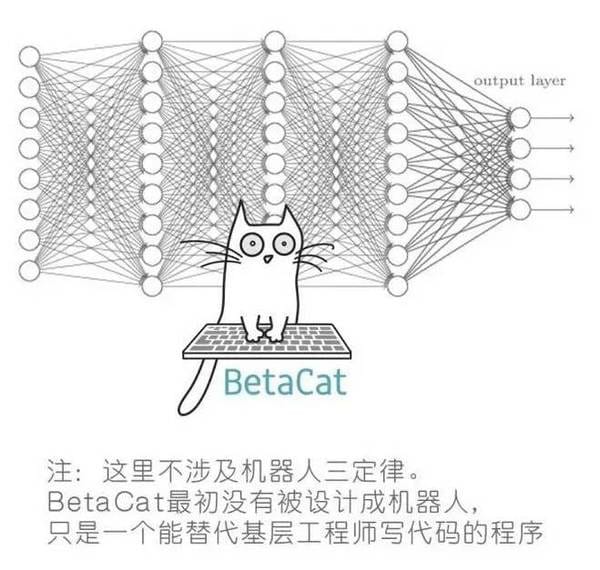 output layer
BetaCat
注：这里不涉及机器人三定律。
BetaCat最初没有被设计成机器人，
只是一个能替代基层工程师写代码的程序